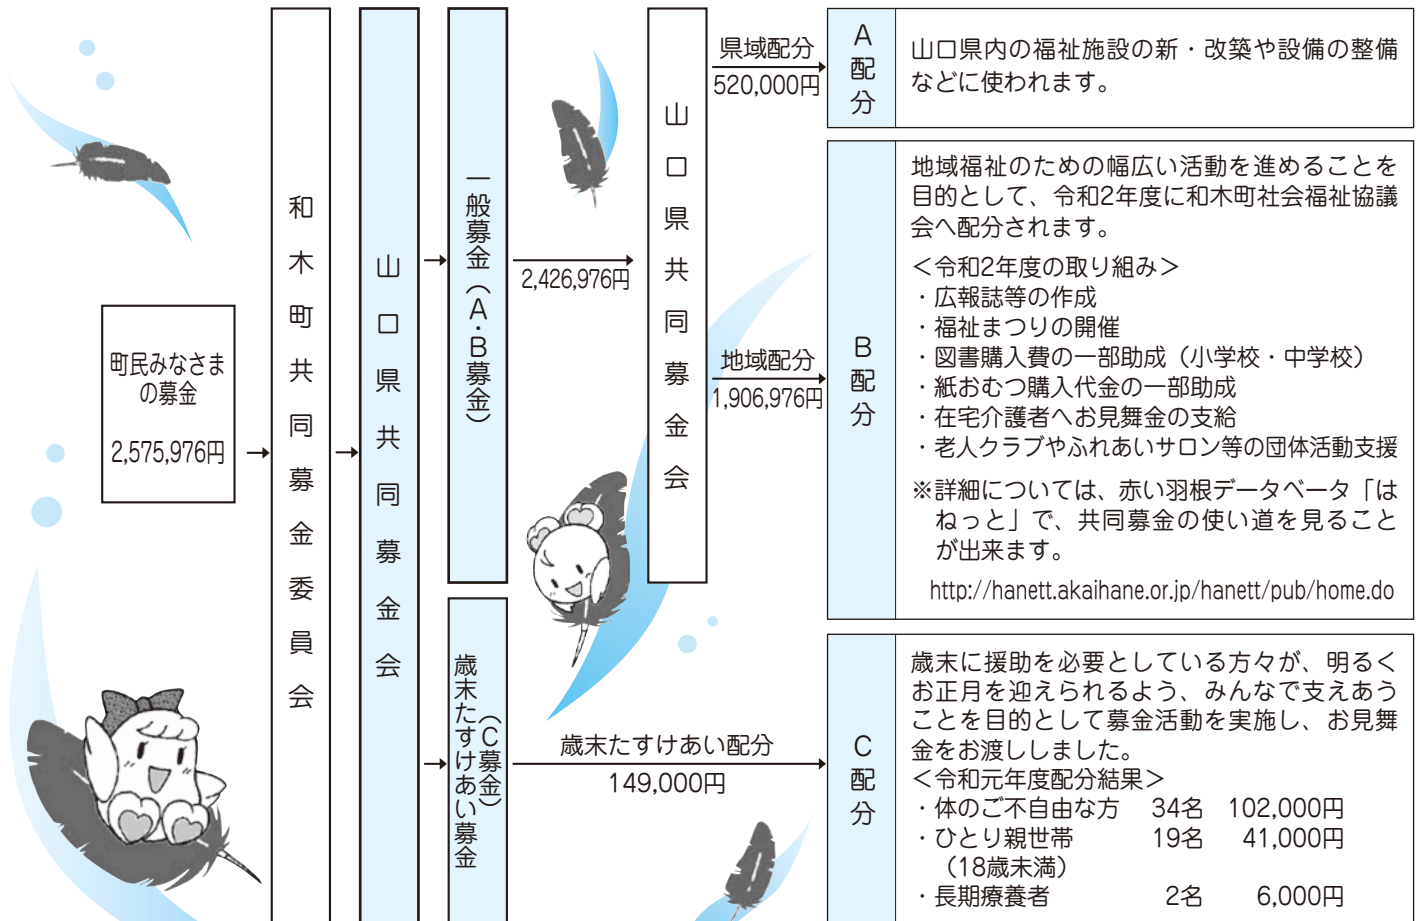 町民みなさま
の募金
2,575,976円
和木町共同募金委員会
山口県共同募金会
一般募金（A・B募金）
2,426,976円
歳末たすけあい募金
（C募金）
山口県共同募金会
県域配分
520,000円
A配分
山口県内の福祉施設の新・改築や設備の整備
などに使われます。
地域配分
1,906,976円
B配分
地域福祉のための幅広い活動を進めることを
目的として、令和2年度に和木町社会福祉協議
会へ配分されます。
＜令和2年度の取り組み＞
・広報誌等の作成
・福祉まつりの開催
・図書購入費の一部助成（小学校・中学校）
・紙おむつ購入代金の一部助成
・在宅介護者へお見舞金の支給
・老人クラブやふれあいサロン等の団体活動支援
※詳細については、赤い羽根データベータ「は
ねっと」で、共同募金の使い道を見ること
が出来ます。
http://hanett.akaihane.or.jp/hanett/pub/home.do
歳末たすけあい配分
149,000円
C配分
歳末に援助を必要としている方々が、明るく
お正月を迎えられるよう、みんなで支えあう
ことを目的として募金活動を実施し、お見舞
金をお渡ししました。
＜令和元年度配分結果＞
・体のご不自由な方 34名 102,000円
・ひとり親世帯 19名 41,000円
（18歳未満）
・長期療養者 2名 6,000円